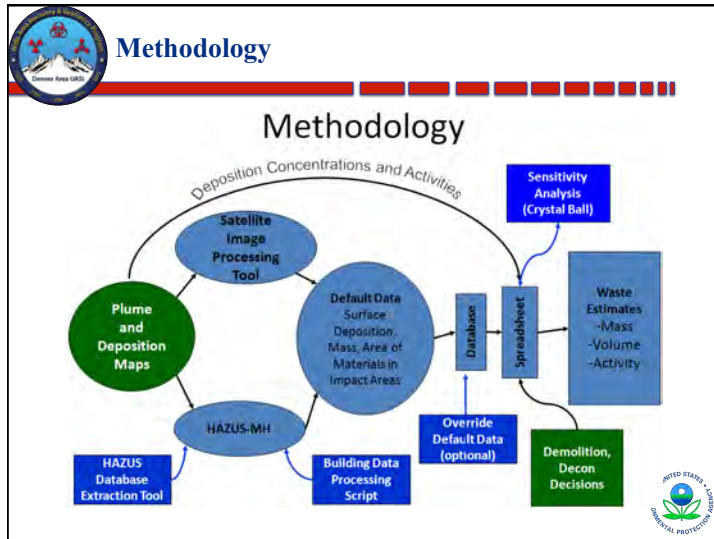 Methodology
Denver Area UASI
Methodology
Deposition Concentrations and Activities
Sensitivity
Analysis
(Crystal Ball)
Satellite
Image
Processing
Tool
Plume
and
Deposition
Maps
Default Data
Surface
Deposition,
Mass, Area of
Materials in
Impact Areas
Database
Spreadsheet
Waste
Estimates
-Mass
-Volume
-Activity
HAZUS-MH
HAZUS
Database
Extraction Tool
Building Data
Processing
Script
Override
Default Data
(optional)
Demolition,
Decon
Decisions
UNITED STATES
ONMENTAL PROTECTION AGENCY